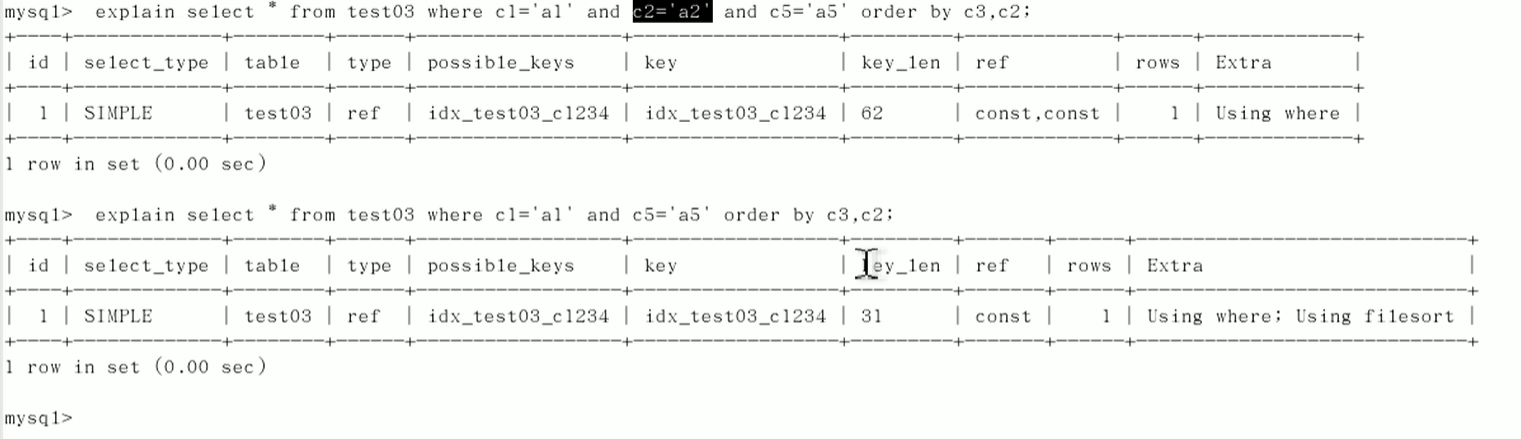 mysql>  explain select * from test03 where c1='a1' and c2='a2' and c5='a5' order by c3,c2;
+----+-------------+--------+------+-----------------+-----------------+---------+-------------+------+-------------+
| id | select_type | table  | type | possible_keys   | key             | key_len | ref         | rows | Extra       |
+----+-------------+--------+------+-----------------+-----------------+---------+-------------+------+-------------+
|  1 | SIMPLE      | test03 | ref  | idx_test03_c1234 | idx_test03_c1234 | 62      | const,const |    1 | Using where |
+----+-------------+--------+------+-----------------+-----------------+---------+-------------+------+-------------+
1 row in set (0.00 sec)
mysql>  explain select * from test03 where c1='a1' and c5='a5' order by c3,c2;
+----+-------------+--------+------+-----------------+-----------------+---------+-------+------+-----------------------------+
| id | select_type | table  | type | possible_keys   | key             | key_len | ref   | rows | Extra                       |
+----+-------------+--------+------+-----------------+-----------------+---------+-------+------+-----------------------------+
|  1 | SIMPLE      | test03 | ref  | idx_test03_c1234 | idx_test03_c1234 | 31      | const |    1 | Using where; Using filesort |
+----+-------------+--------+------+-----------------+-----------------+---------+-------+------+-----------------------------+
1 row in set (0.00 sec)
mysql>